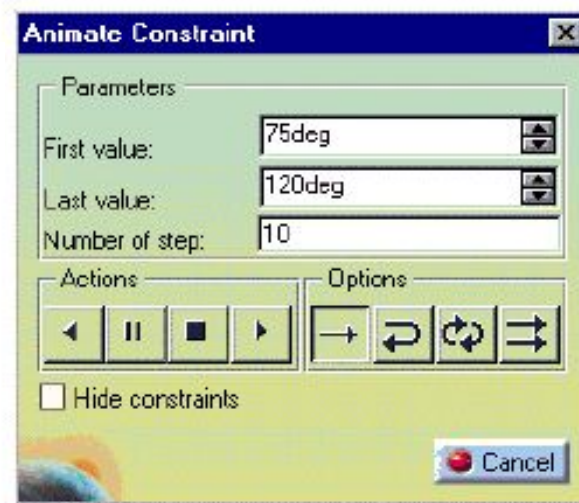 Animate Constraint
Parameters
First value: 75deg
Last value: 120deg
Number of step: 10
Actions
Options
Hide constraints
Cancel